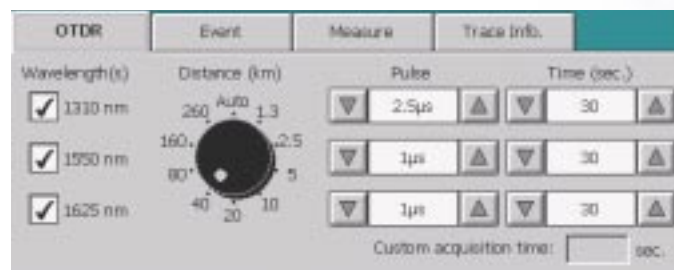 OTDR Event Measure Trace Info.
Wavelength(s) Distance (km) Pulse Time (sec.)
1310 nm
1550 nm
1625 nm
Auto
260 1.3
160 2.5
80 5
40 10
20
2.5µs 30
1µs 30
1µs 30
Custom acquisition time: sec.